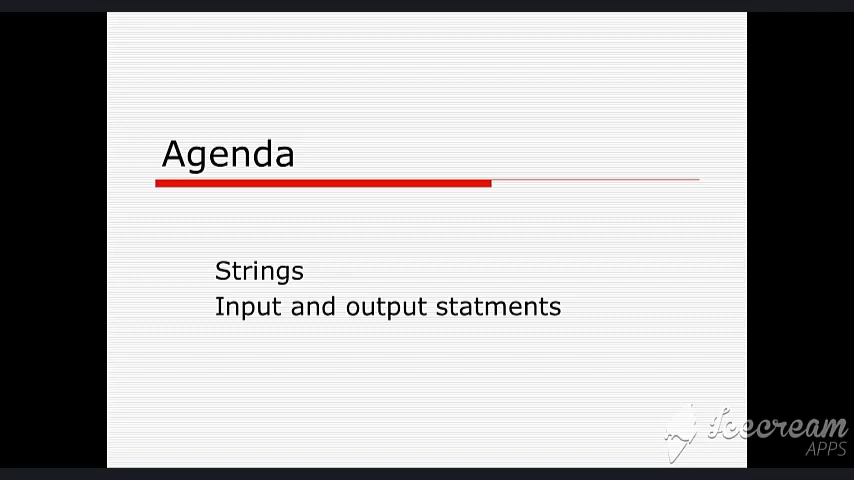 Agenda
Strings
Input and output statments
Icecream
APPS